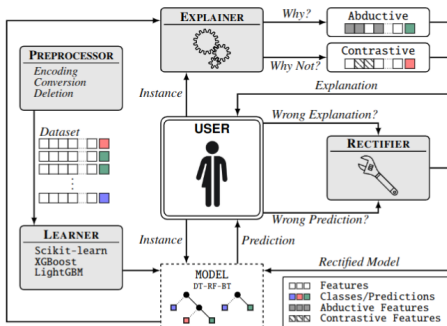 EXPLAINER
Why?
Abductive
Why Not?
Contrastive
PREPROCESSOR
Encoding
Conversion
Deletion
Instance
Explanation
Dataset
USER
Wrong Explanation?
RECTIFIER
Wrong Prediction?
LEARNER
Scikit-learn
XGBoost
LightGBM
Instance
Prediction
MODEL
DT-RF-BT
Rectified Model
Features
Classes/Predictions
Abductive Features
Contrastive Features